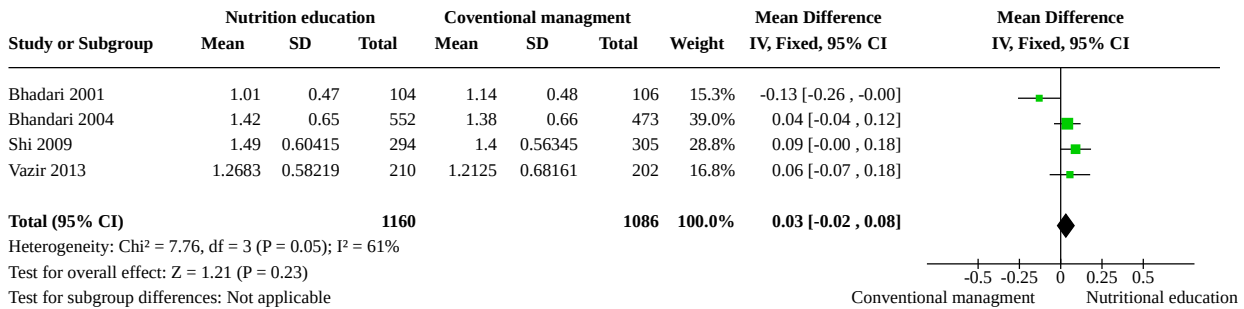 Nutrition education Coventional managment Mean Difference Mean Difference
Study or Subgroup Mean SD Total Mean SD Total Weight IV, Fixed, 95% CI IV, Fixed, 95% CI
Bhadari 2001 1.01 0.47 104 1.14 0.48 106 15.3% -0.13 [-0.26 , -0.00]
Bhandari 2004 1.42 0.65 552 1.38 0.66 473 39.0% 0.04 [-0.04 , 0.12]
Shi 2009 1.49 0.60415 294 1.4 0.56345 305 28.8% 0.09 [-0.00 , 0.18]
Vazir 2013 1.2683 0.58219 210 1.2125 0.68161 202 16.8% 0.06 [-0.07 , 0.18]
Total (95% CI) 1160 1086 100.0% 0.03 [-0.02 , 0.08]
Heterogeneity: Chi² = 7.76, df = 3 (P = 0.05); I² = 61%
Test for overall effect: Z = 1.21 (P = 0.23)
-0.5 -0.25 0 0.25 0.5
Test for subgroup differences: Not applicable
Conventional managment Nutritional education